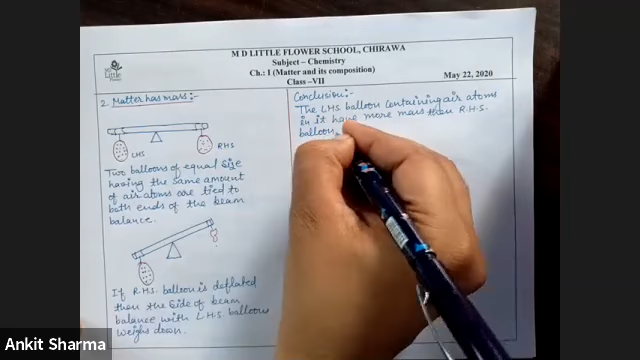 M D LITTLE FLOWER SCHOOL, CHIRAWA
Subject – Chemistry
Ch.: I (Matter and its composition)
Class –VII
May 22, 2020
2. Matter has mass :-
LHS
RHS
Two balloons of equal size
having the same amount
of air atoms are tied to
both ends of the beam
balance.
If R.H.S. balloon is deflated
then the side of beam
balance with L.H.S. balloon
weighs down.
Conclusion:-
The LHS balloon containing air atoms
in it have more mass than R.H.S.
balloon.
Ankit Sharma